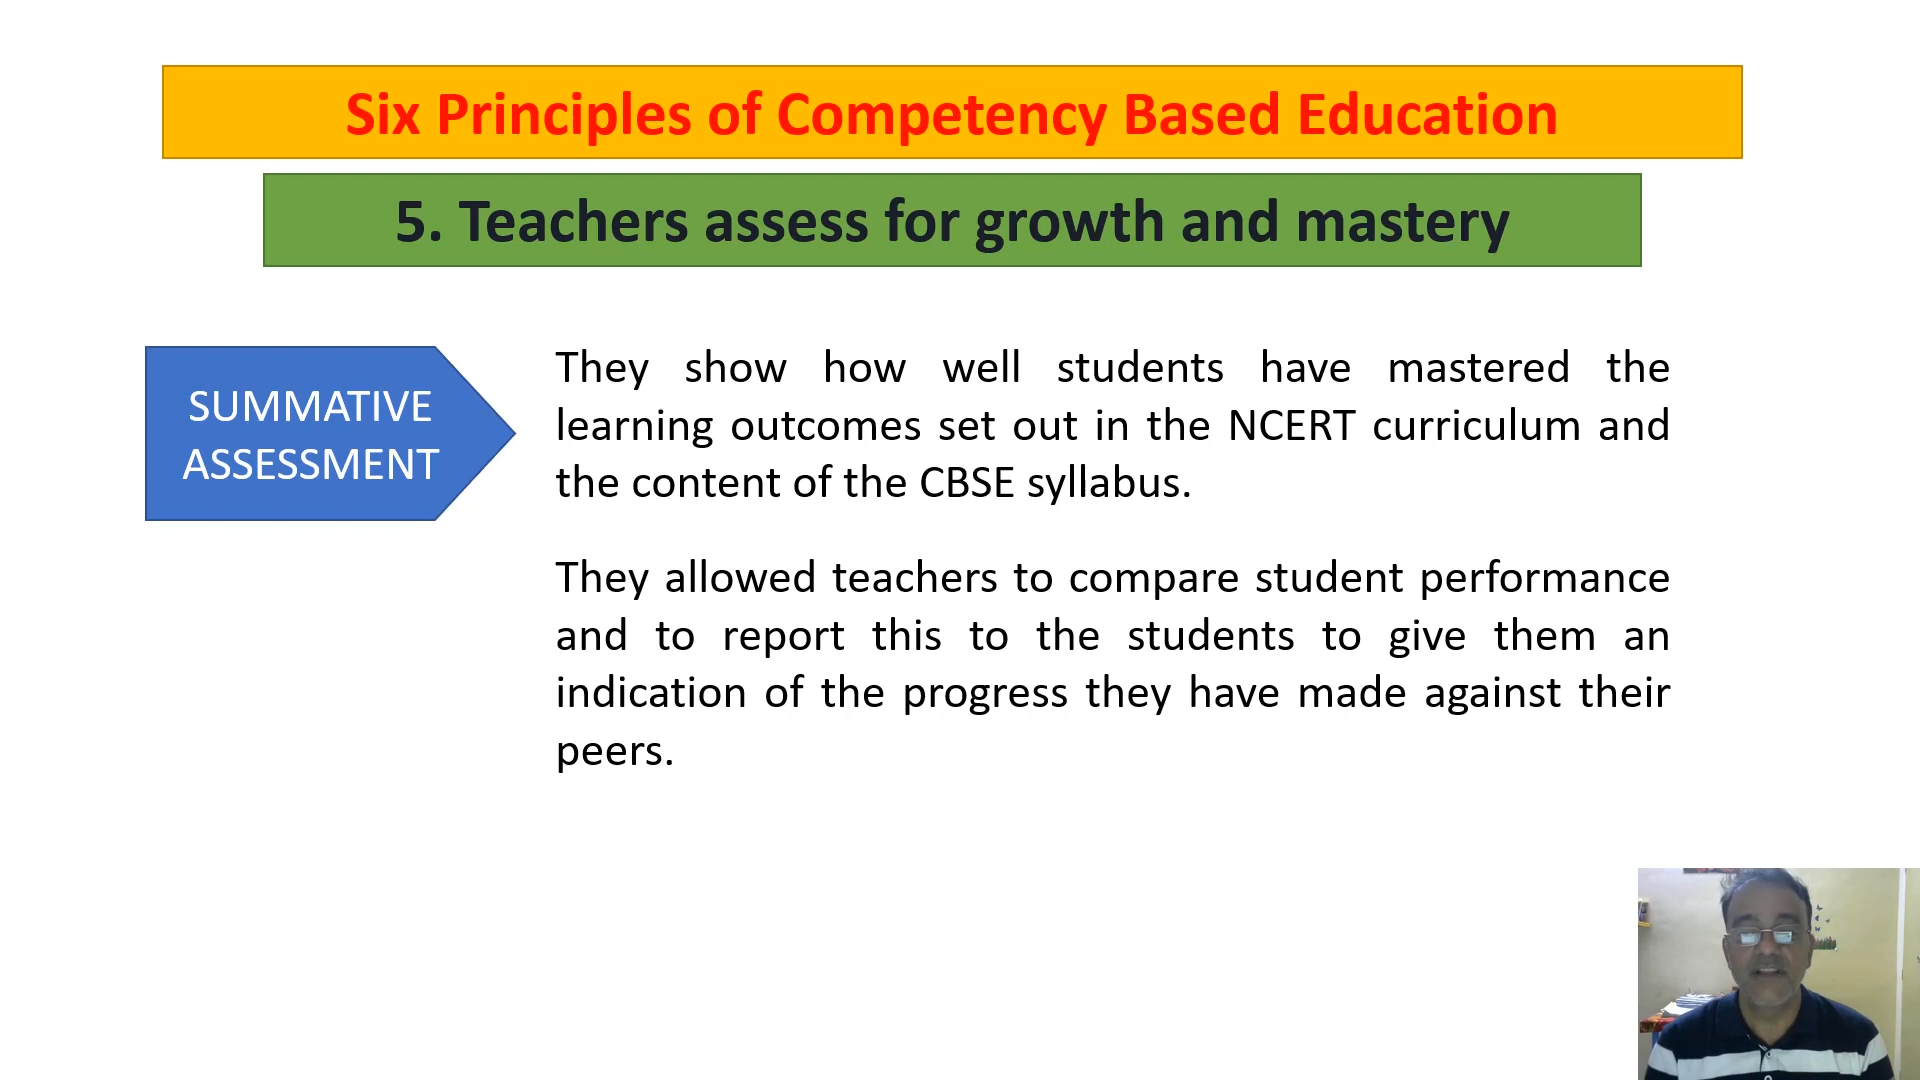 Six Principles of Competency Based Education
5. Teachers assess for growth and mastery
SUMMATIVE
ASSESSMENT
They show how well students have mastered the
learning outcomes set out in the NCERT curriculum and
the content of the CBSE syllabus.
They allowed teachers to compare student performance
and to report this to the students to give them an
indication of the progress they have made against their
peers.